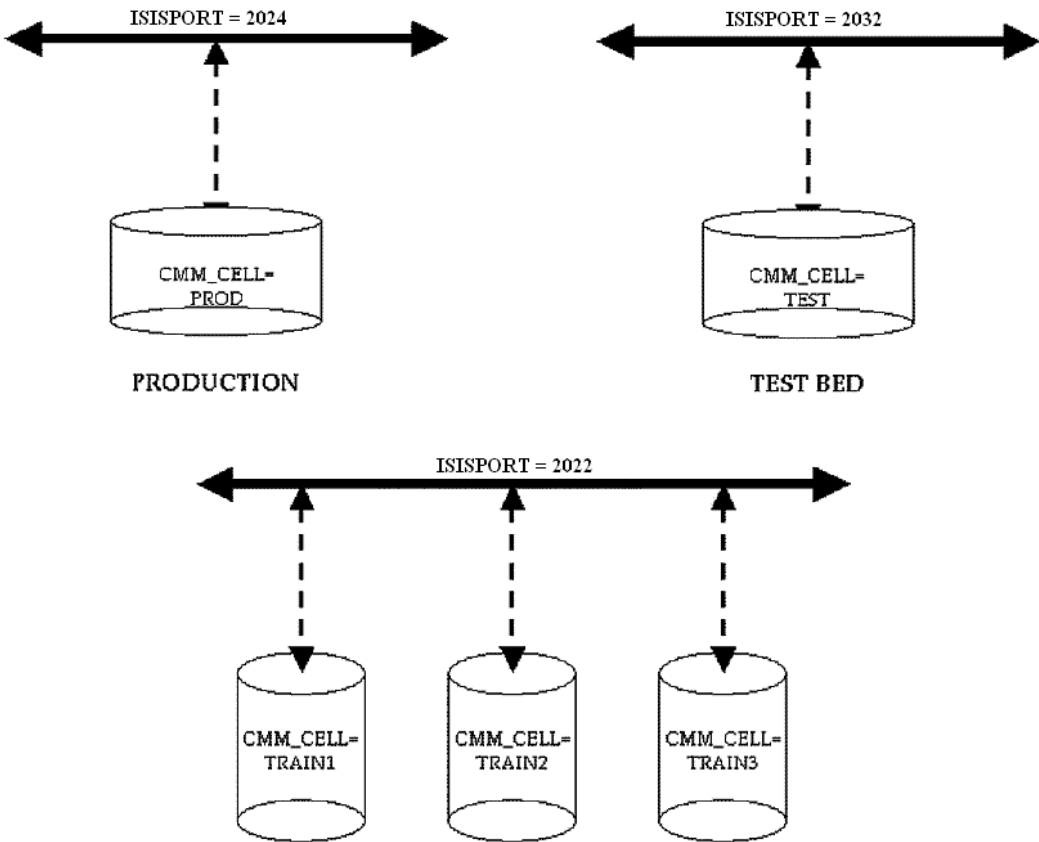 ISISPORT = 2024
ISISPORT = 2032
CMM_CELL=
PROD
CMM_CELL=
TEST
PRODUCTION
TEST BED
ISISPORT = 2022
CMM_CELL=
TRAIN1
CMM_CELL=
TRAIN2
CMM_CELL=
TRAIN3